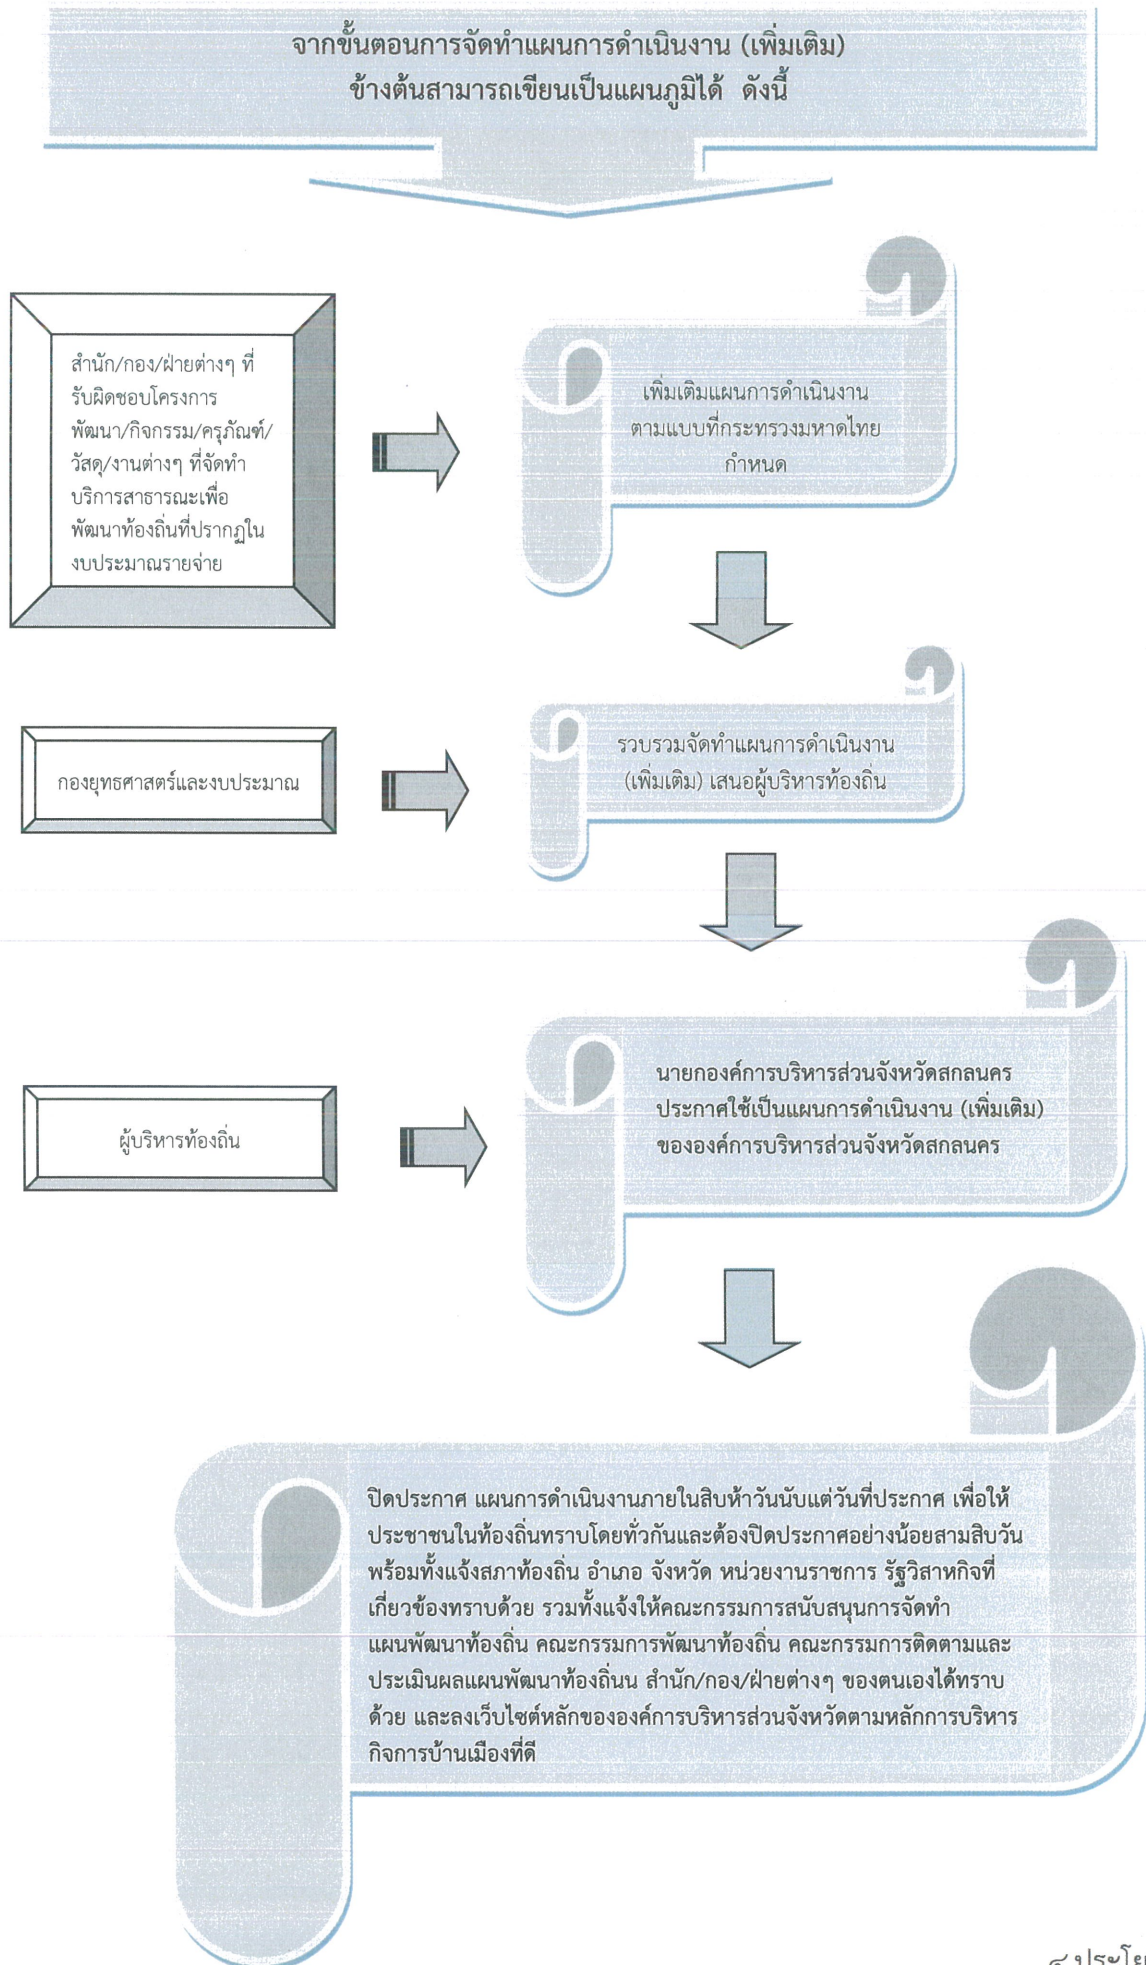 จากขั้นตอนการจัดทำแผนการดำเนินงาน (เพิ่มเติม)
ข้างต้นสามารถเขียนเป็นแผนภูมิได้ ดังนี้
สำนัก/กอง/ฝ่ายต่างๆ ที่
รับผิดชอบโครงการ
พัฒนา/กิจกรรม/ครุภัณฑ์/
วัสดุ/งานต่างๆ ที่จัดทำ
บริการสาธารณะเพื่อ
พัฒนาท้องถิ่นที่ปรากฏใน
งบประมาณรายจ่าย
เพิ่มเติมแผนการดำเนินงาน
ตามแบบที่กระทรวงมหาดไทย
กำหนด
กองยุทธศาสตร์และงบประมาณ
รวบรวมจัดทำแผนการดำเนินงาน
(เพิ่มเติม) เสนอผู้บริหารท้องถิ่น
ผู้บริหารท้องถิ่น
นายกองค์การบริหารส่วนจังหวัดสกลนคร
ประกาศใช้เป็นแผนการดำเนินงาน (เพิ่มเติม)
ขององค์การบริหารส่วนจังหวัดสกลนคร
ปิดประกาศ แผนการดำเนินงานภายในสิบห้าวันนับแต่วันที่ประกาศ เพื่อให้
ประชาชนในท้องถิ่นทราบโดยทั่วกันและต้องปิดประกาศอย่างน้อยสามสิบวัน
พร้อมทั้งแจ้งสภาท้องถิ่น อำเภอ จังหวัด หน่วยงานราชการ รัฐวิสาหกิจที่
เกี่ยวข้องทราบด้วย รวมทั้งแจ้งให้คณะกรรมการสนับสนุนการจัดทำ
แผนพัฒนาท้องถิ่น คณะกรรมการพัฒนาท้องถิ่น คณะกรรมการติดตามและ
ประเมินผลแผนพัฒนาท้องถิ่นน สำนัก/กอง/ฝ่ายต่างๆ ของตนเองได้ทราบ
ด้วย และลงเว็บไซต์หลักขององค์การบริหารส่วนจังหวัดตามหลักการบริหาร
กิจการบ้านเมืองที่ดี